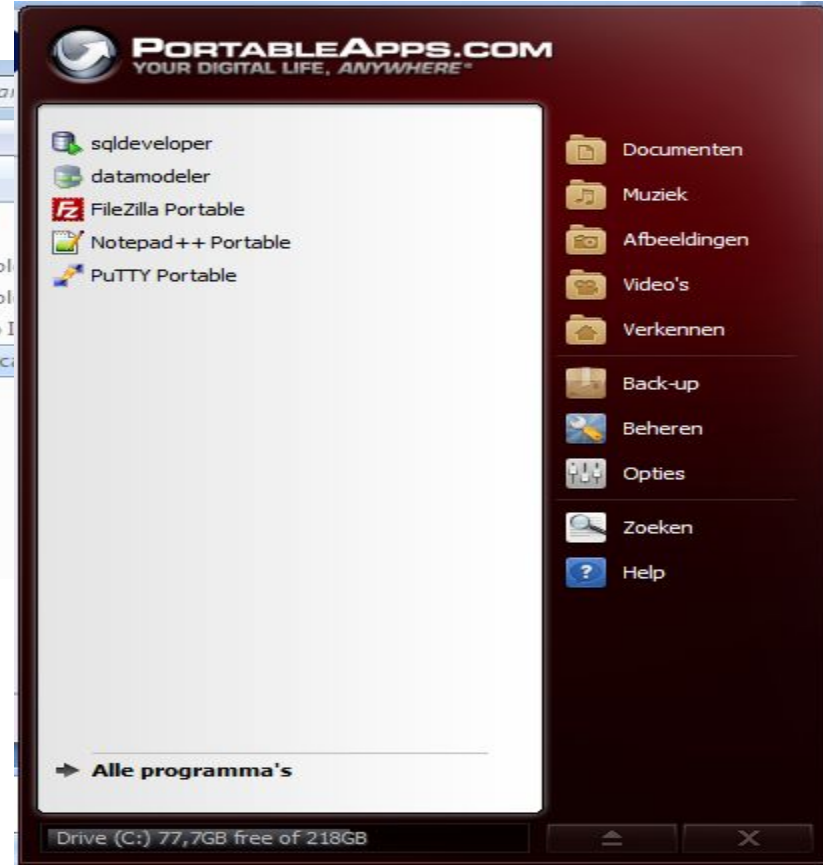 PORTABLEAPPS.COM
YOUR DIGITAL LIFE, ANYWHERE®
sqldeveloper
datamodeler
FileZilla Portable
Notepad++ Portable
PuTTY Portable
Alle programma's
Documenten
Muziek
Afbeeldingen
Video's
Verkennen
Back-up
Beheren
Opties
Zoeken
Help
Drive (C:) 77,7GB free of 218GB